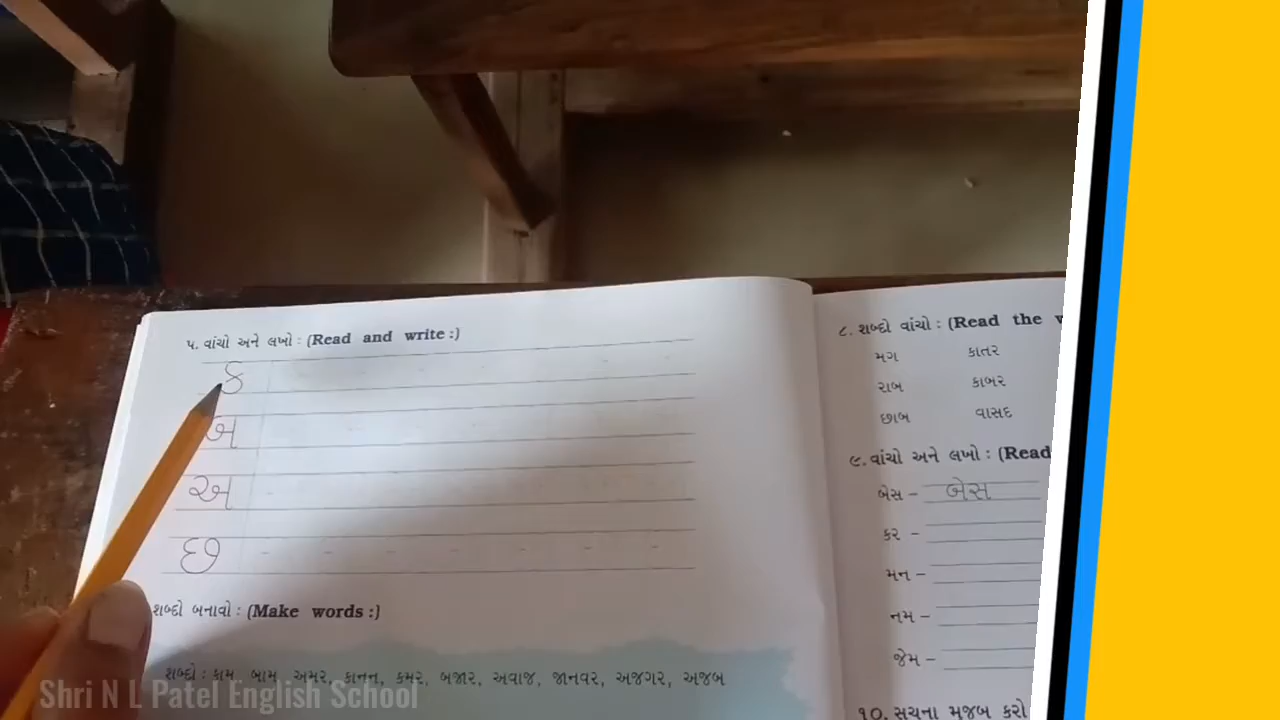 ૫. વાંચો અને લખો : (Read and write :)
ક
બ
અ
છ
શબ્દો બનાવો : (Make words :)
શબ્દો : કામ, બામ, અમર, કાનન, કમર, બજાર, અવાજ, જાનવર, અજગર, અજબ
૮. શબ્દો વાંચો : (Read the
મગ કાતર
રાબ કાબર
છાબ વાસદ
૯. વાંચો અને લખો : (Read
બેસ – બેસ
કર –
મન –
નમ –
જેમ –
૧૦. સૂચના મુજબ કરો
Shri N L Patel English School